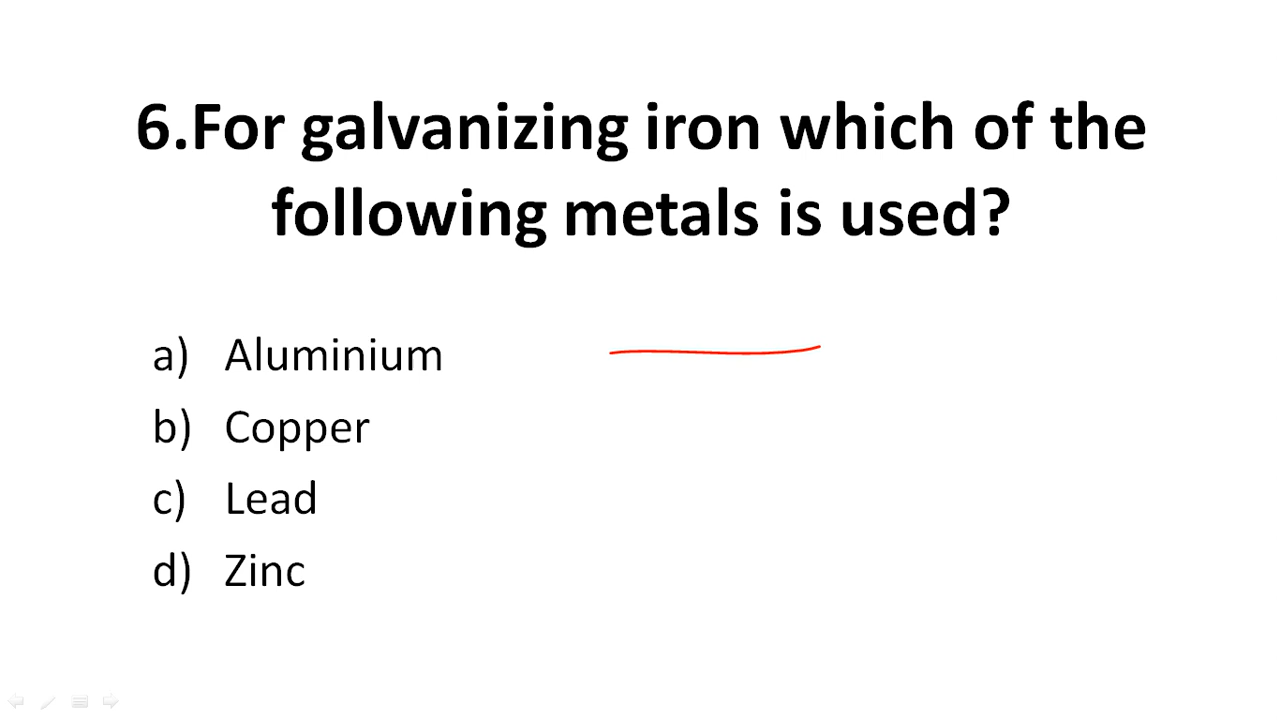 6.For galvanizing iron which of the
following metals is used?
a) Aluminium
b) Copper
c) Lead
d) Zinc